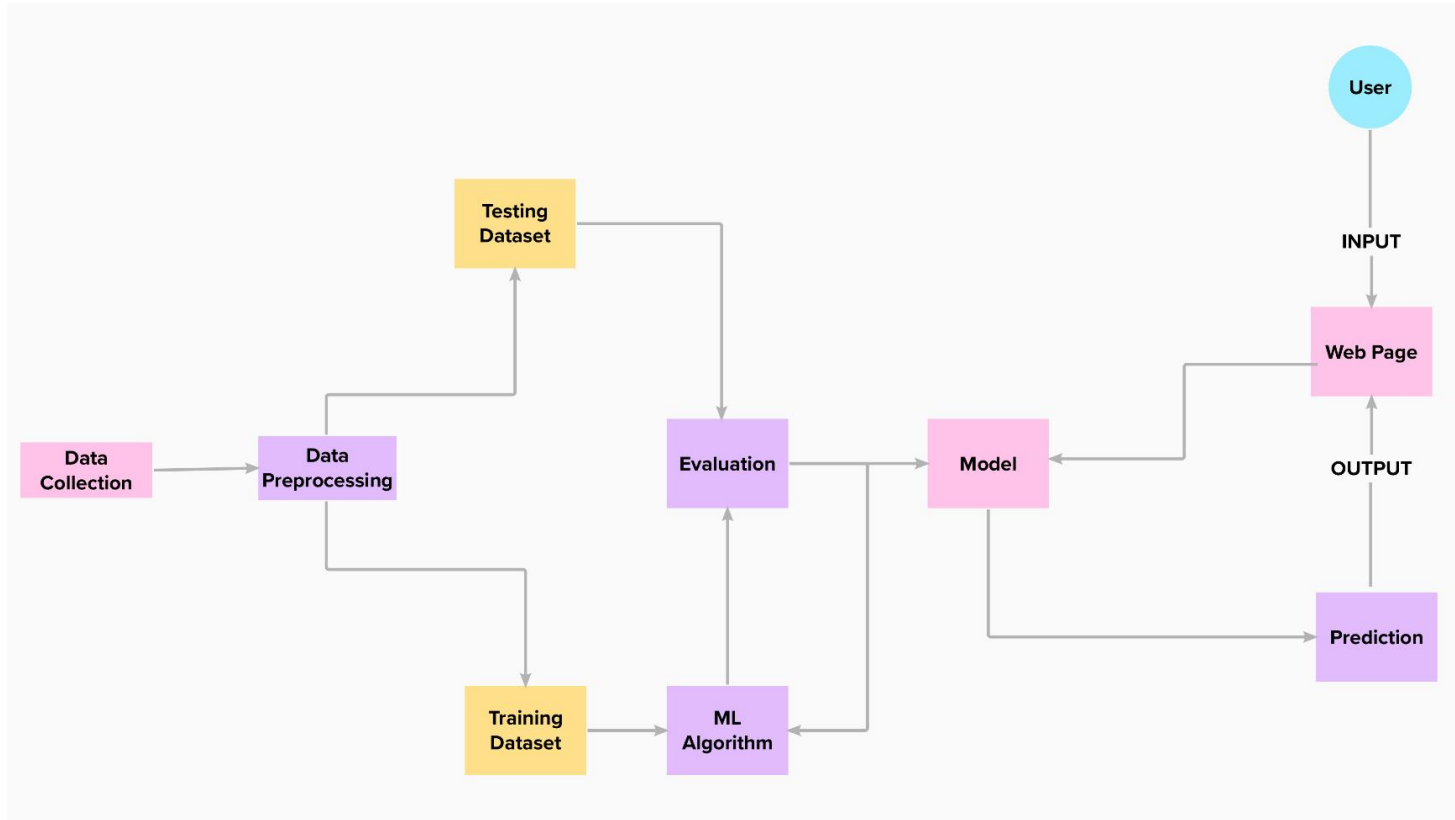 User
INPUT
Web Page
OUTPUT
Prediction
Testing
Dataset
Data
Collection
Data
Preprocessing
Evaluation
Model
Training
Dataset
ML
Algorithm